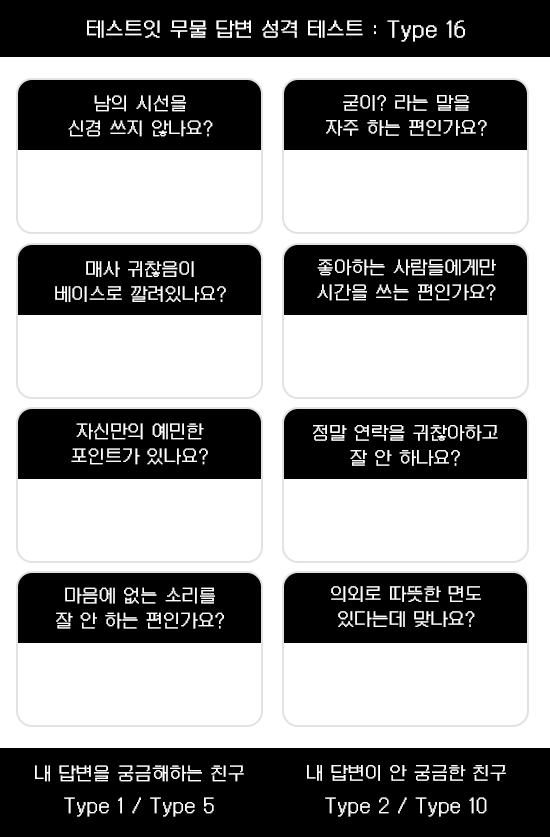 테스트잇 무물 답변 성격 테스트 : Type 16
남의 시선을
신경 쓰지 않나요?
굳이? 라는 말을
자주 하는 편인가요?
매사 귀찮음이
베이스로 깔려있나요?
좋아하는 사람들에게만
시간을 쓰는 편인가요?
자신만의 예민한
포인트가 있나요?
정말 연락을 귀찮아하고
잘 안 하나요?
마음에 없는 소리를
잘 안 하는 편인가요?
의외로 따뜻한 면도
있다는데 맞나요?
내 답변을 궁금해하는 친구
Type 1 / Type 5
내 답변이 안 궁금한 친구
Type 2 / Type 10